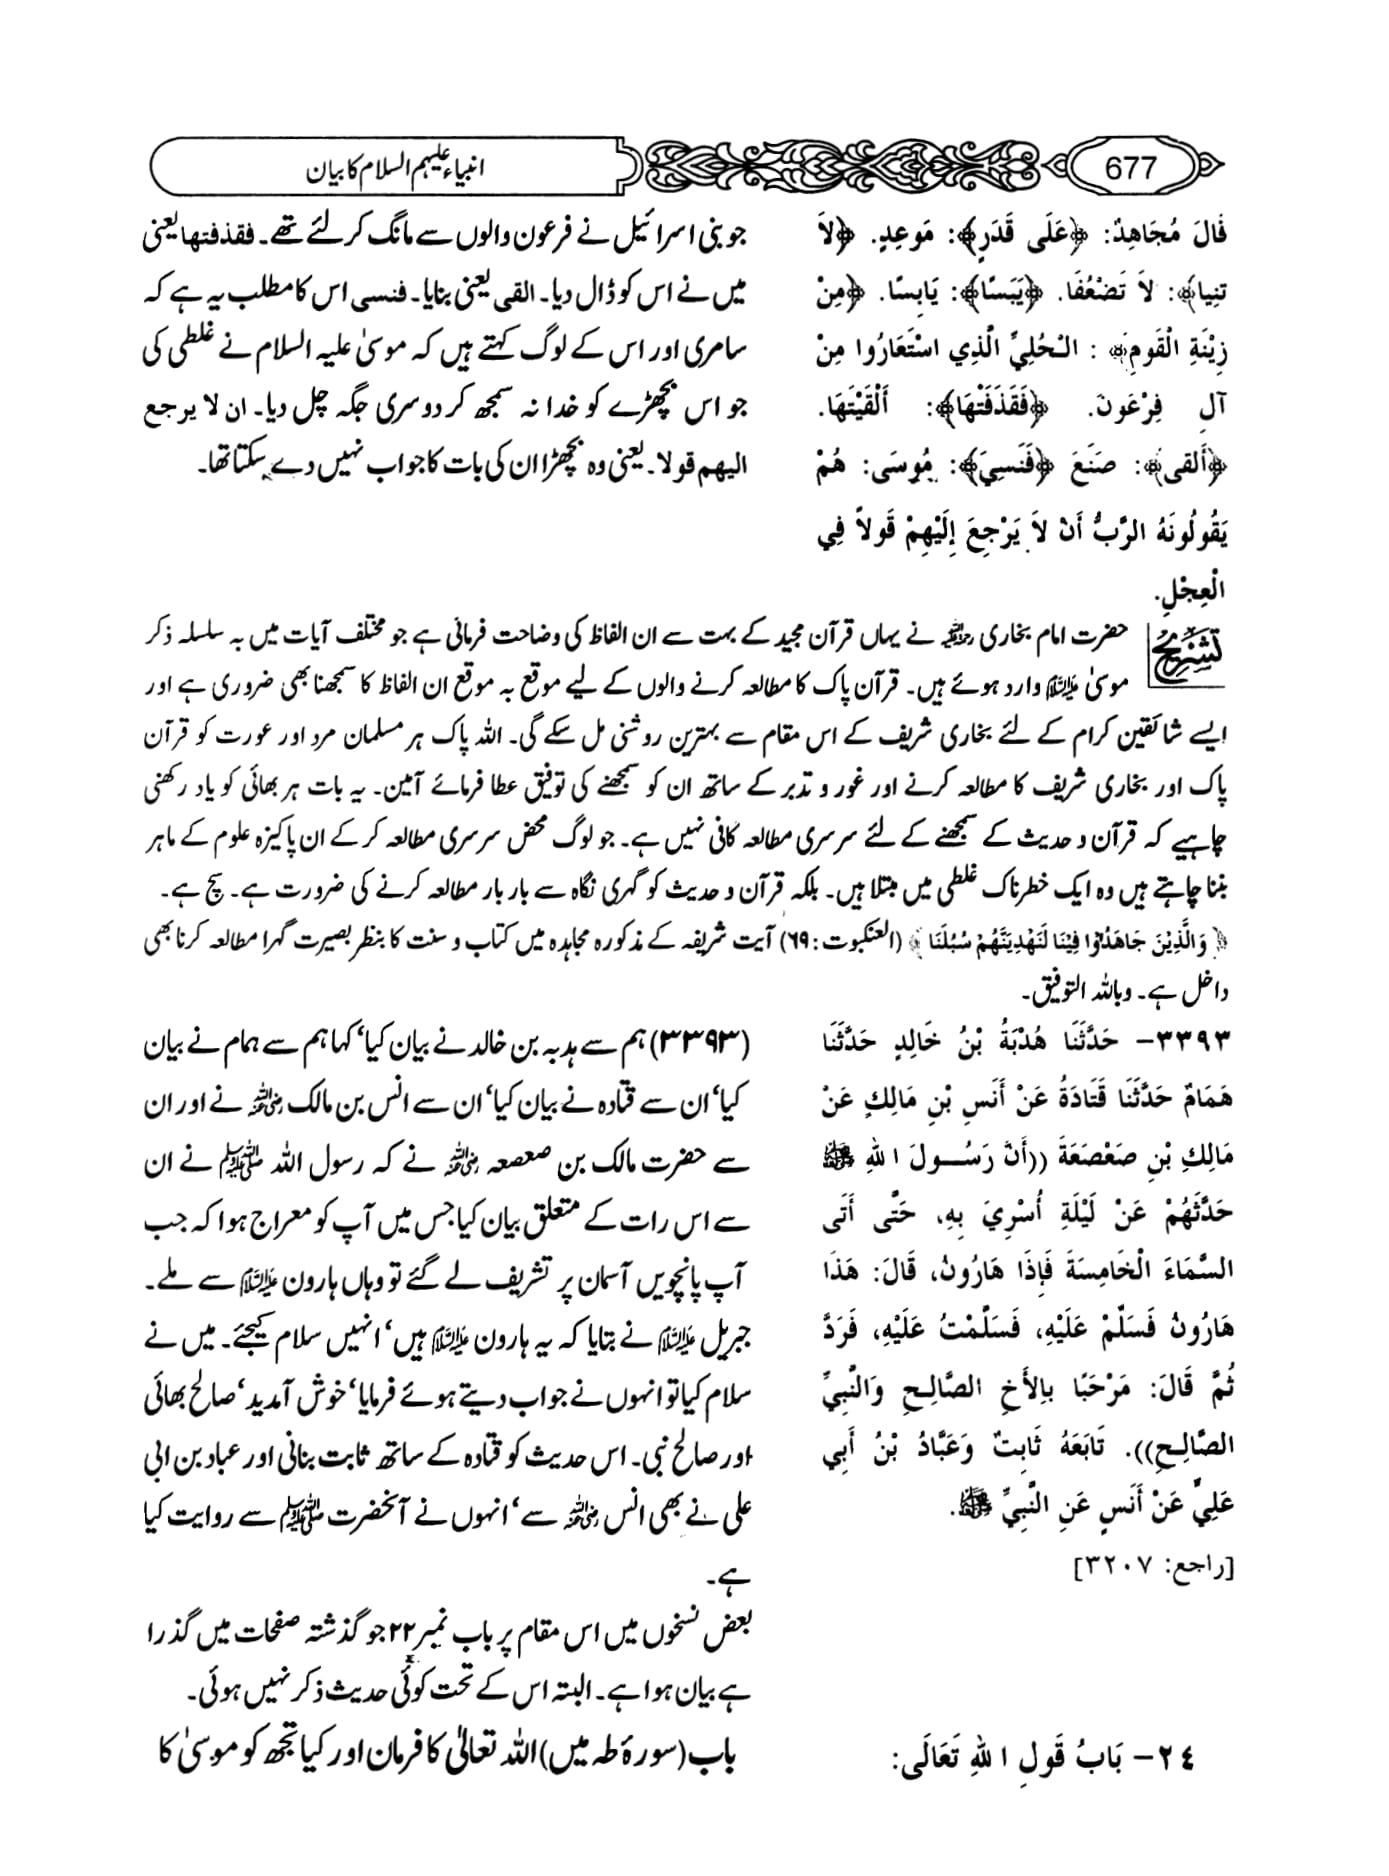 677
انبیاء علیہم السلام کا بیان
قَالَ مُجَاهِدٌ: ﴿عَلَى قَدَرٍ﴾: مَوعِدٍ. ﴿لاَ
تنِيا﴾: لاَ تَضْعُفَا. ﴿يَبَسًا﴾: يَابِسًا. ﴿مِنْ
زِيْنَةِ الْقَومِ﴾ : الْحُلِيِّ الَّذِي اسْتَعَارُوا مِنْ
آلِ فِرْعَونَ. ﴿فَقَذَفَتْهَا﴾: أَلْقَيْتَهَا.
﴿أَلقى﴾: صَنَعَ ﴿فَنَسِيَ﴾: مُوسَى: هُمْ
يَقُولُونَهُ الرَّبُّ أَنْ لاَ يَرْجِعَ إِلَيْهِمْ قَولاً فِي
الْعِجْلِ.
جو بنی اسرائیل نے فرعون والوں سے مانگ کر لئے تھے۔ فقذفتها یعنی
میں نے اس کو ڈال دیا۔ القی یعنی بنایا۔ فنسی اس کا مطلب یہ ہے کہ
سامری اور اس کے لوگ کہتے ہیں کہ موسیٰ علیہ السلام نے غلطی کی
جو اس بچھڑے کو خدا نہ سمجھ کر دوسری جگہ چل دیا۔ ان لا یرجع
الیهم قولا۔ یعنی وہ بچھڑا ان کی بات کا جواب نہیں دے سکتا تھا۔
تشریح
حضرت امام بخاری رحمہ اللہ نے یہاں قرآن مجید کے بہت سے ان الفاظ کی وضاحت فرمائی ہے جو مختلف آیات میں بہ سلسلہ ذکر
موسیٰ علیہ السلام وارد ہوئے ہیں۔ قرآن پاک کا مطالعہ کرنے والوں کے لیے موقع بہ موقع ان الفاظ کا سمجھنا بھی ضروری ہے اور
ایسے شائقین کرام کے لئے بخاری شریف کے اس مقام سے بہترین روشنی مل سکے گی۔ اللہ پاک ہر مسلمان مرد اور عورت کو قرآن
پاک اور بخاری شریف کا مطالعہ کرنے اور غور و تدبر کے ساتھ ان کو سمجھنے کی توفیق عطا فرمائے آمین۔ یہ بات ہر بھائی کو یاد رکھنی
چاہیے کہ قرآن و حدیث کے سمجھنے کے لئے سرسری مطالعہ کافی نہیں ہے۔ جو لوگ محض سرسری مطالعہ کر کے ان پاکیزہ علوم کے ماہر
بننا چاہتے ہیں وہ ایک خطرناک غلطی میں مبتلا ہیں۔ بلکہ قرآن و حدیث کو گہری نگاہ سے بار بار مطالعہ کرنے کی ضرورت ہے۔ سچ ہے۔
﴿ وَالَّذِيْنَ جَاهَدُوْا فِيْنَا لَنَهْدِيَنَّهُمْ سُبُلَنَا ﴾ (العنکبوت: ۶۹) آیت شریفہ کے مذکورہ مجاہدہ میں کتاب و سنت کا بنظر بصیرت گہرا مطالعہ کرنا بھی
داخل ہے۔ وباللہ التوفیق۔
٣٣٩٣- حَدَّثَنَا هُدْبَةُ بْنُ خَالِدٍ حَدَّثَنَا
هَمَامٌ حَدَّثَنَا قَتَادَةُ عَنْ أَنَسِ بْنِ مَالِكٍ عَنْ
مَالِكِ بْنِ صَعْصَعَةَ ((أَنَّ رَسُولَ اللهِ ﷺ
حَدَّثَهُمْ عَنْ لَيْلَةِ أُسْرِيَ بِهِ، حَتَّى أَتَى
السَّمَاءَ الْخَامِسَةَ فَإِذَا هَارُونُ، قَالَ: هَذَا
هَارُونُ فَسَلِّمْ عَلَيْهِ، فَسَلَّمْتُ عَلَيْهِ، فَرَدَّ
ثُمَّ قَالَ: مَرْحَبًا بِالأَخِ الصَّالِحِ وَالنَّبِيِّ
الصَّالِحِ)). تَابَعَهُ ثَابِتٌ وَعَبَّادُ بْنُ أَبِي
عَلِيٍّ عَنْ أَنَسٍ عَنِ النَّبِيِّ ﷺ.
[راجع: ٣٢٠٧]
(۳۳۹۳) ہم سے ہدبہ بن خالد نے بیان کیا‘ کہا ہم سے ہمام نے بیان
کیا‘ ان سے قتادہ نے بیان کیا‘ ان سے انس بن مالک رضی اللہ عنہ نے اور ان
سے حضرت مالک بن صعصعہ رضی اللہ عنہ نے کہ رسول اللہ ﷺ نے ان
سے اس رات کے متعلق بیان کیا جس میں آپ کو معراج ہوا کہ جب
آپ پانچویں آسمان پر تشریف لے گئے تو وہاں ہارون علیہ السلام سے ملے۔
جبریل علیہ السلام نے بتایا کہ یہ ہارون علیہ السلام ہیں‘ انہیں سلام کیجئے۔ میں نے
سلام کیا تو انہوں نے جواب دیتے ہوئے فرمایا‘ خوش آمدید‘ صالح بھائی
اور صالح نبی۔ اس حدیث کو قتادہ کے ساتھ ثابت بنانی اور عباد بن ابی
علی نے بھی انس رضی اللہ عنہ سے‘ انہوں نے آنحضرت ﷺ سے روایت کیا
ہے۔
بعض نسخوں میں اس مقام پر باب نمبر ۲۲ جو گذشتہ صفحات میں گذرا
ہے بیان ہوا ہے۔ البتہ اس کے تحت کوئی حدیث ذکر نہیں ہوئی۔
٢٤- بَابُ قَولِ اللهِ تَعَالَى:
باب (سورۂ طہ میں) اللہ تعالیٰ کا فرمان اور کیا تجھ کو موسیٰ کا